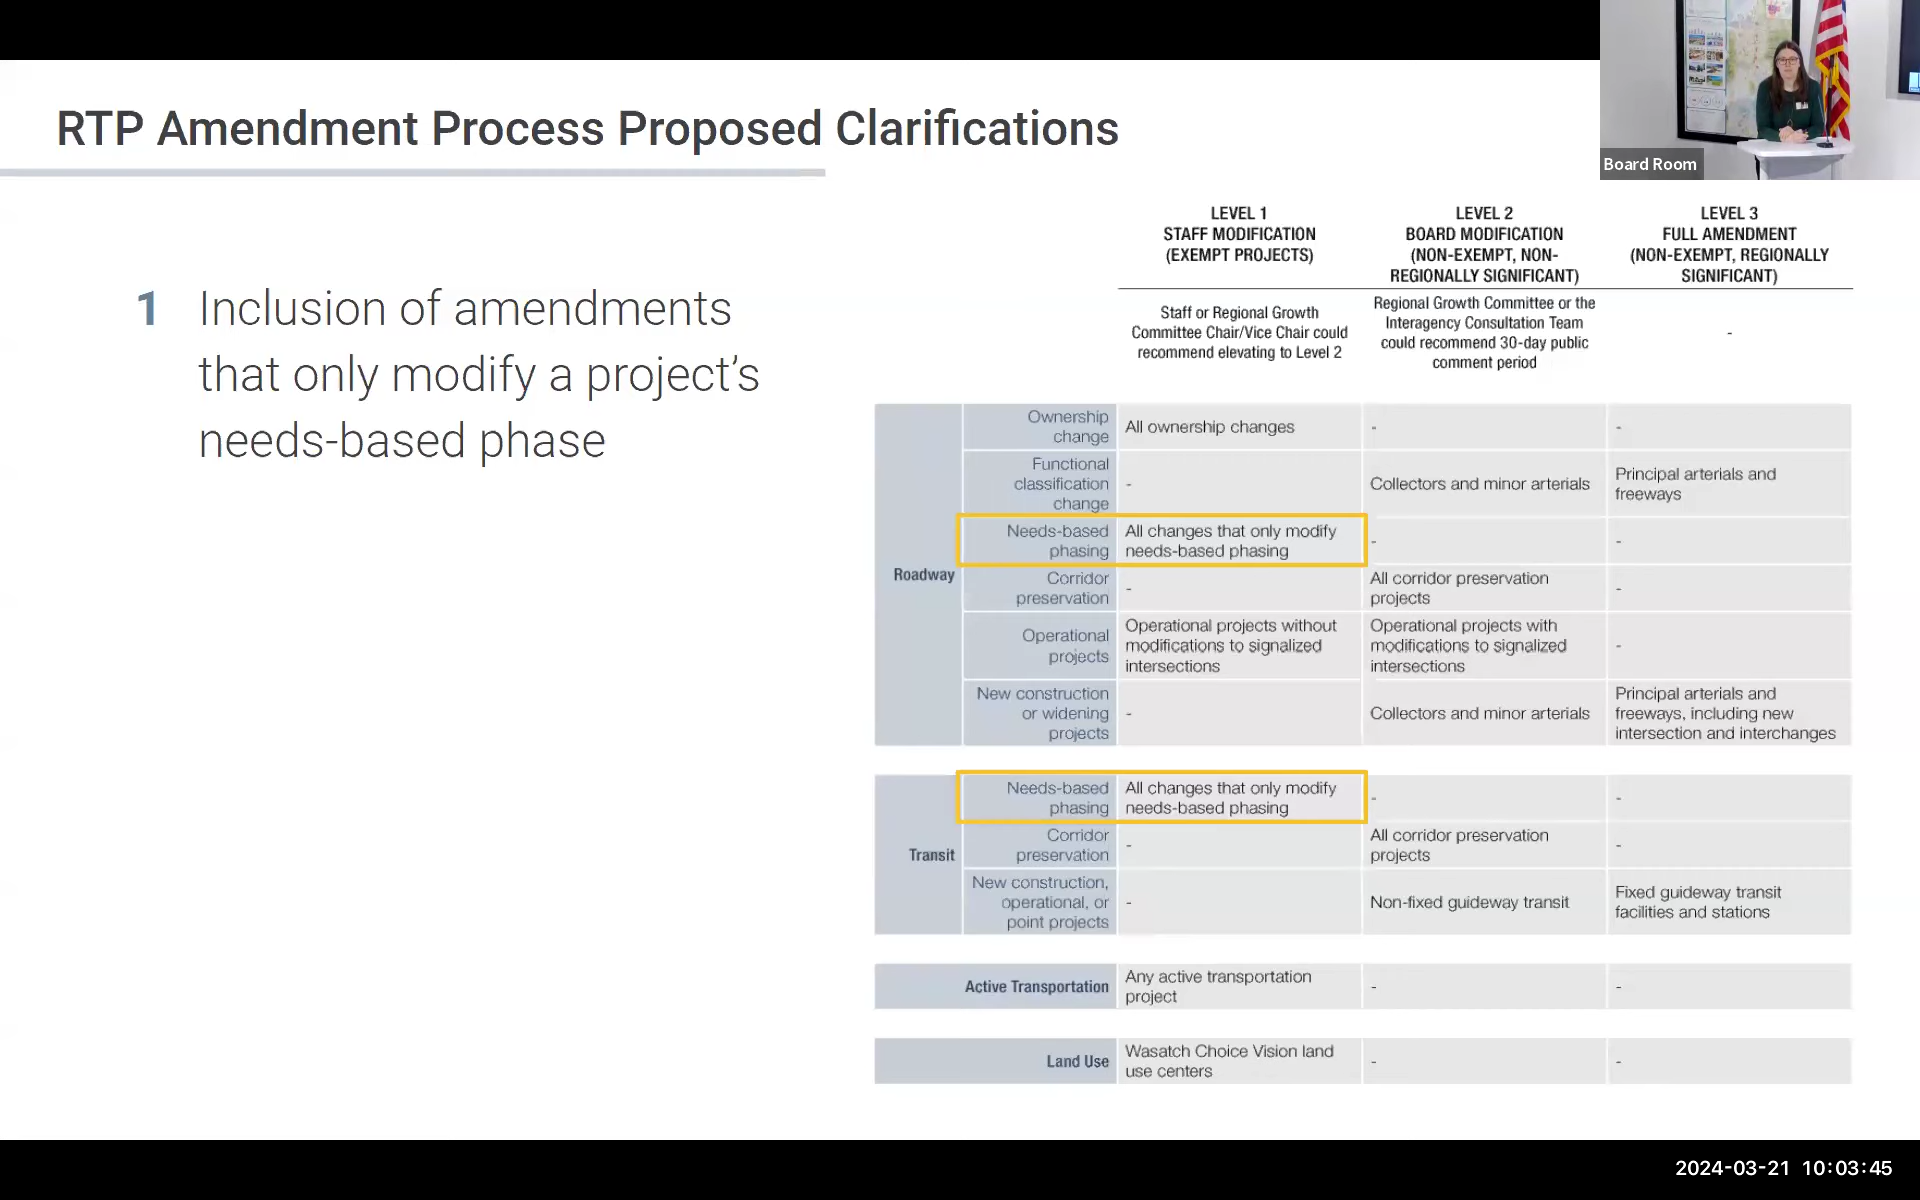 RTP Amendment Process Proposed Clarifications
Board Room
1 Inclusion of amendments
that only modify a project’s
needs-based phase
LEVEL 1
STAFF MODIFICATION
(EXEMPT PROJECTS)
LEVEL 2
BOARD MODIFICATION
(NON-EXEMPT, NON-
REGIONALLY SIGNIFICANT)
LEVEL 3
FULL AMENDMENT
(NON-EXEMPT, REGIONALLY
SIGNIFICANT)
Staff or Regional Growth
Committee Chair/Vice Chair could
recommend elevating to Level 2
Regional Growth Committee or the
Interagency Consultation Team
could recommend 30-day public
comment period
-
Roadway
Ownership
change
All ownership changes
-
-
Functional
classification
change
-
Collectors and minor arterials
Principal arterials and
freeways
Needs-based
phasing
All changes that only modify
needs-based phasing
-
-
Corridor
preservation
-
All corridor preservation
projects
-
Operational
projects
Operational projects without
modifications to signalized
intersections
Operational projects with
modifications to signalized
intersections
-
New construction
or widening
projects
-
Collectors and minor arterials
Principal arterials and
freeways, including new
intersection and interchanges
Transit
Needs-based
phasing
All changes that only modify
needs-based phasing
-
-
Corridor
preservation
-
All corridor preservation
projects
-
New construction,
operational, or
point projects
-
Non-fixed guideway transit
Fixed guideway transit
facilities and stations
Active Transportation
Any active transportation
project
-
-
Land Use
Wasatch Choice Vision land
use centers
-
-
2024-03-21 10:03:45